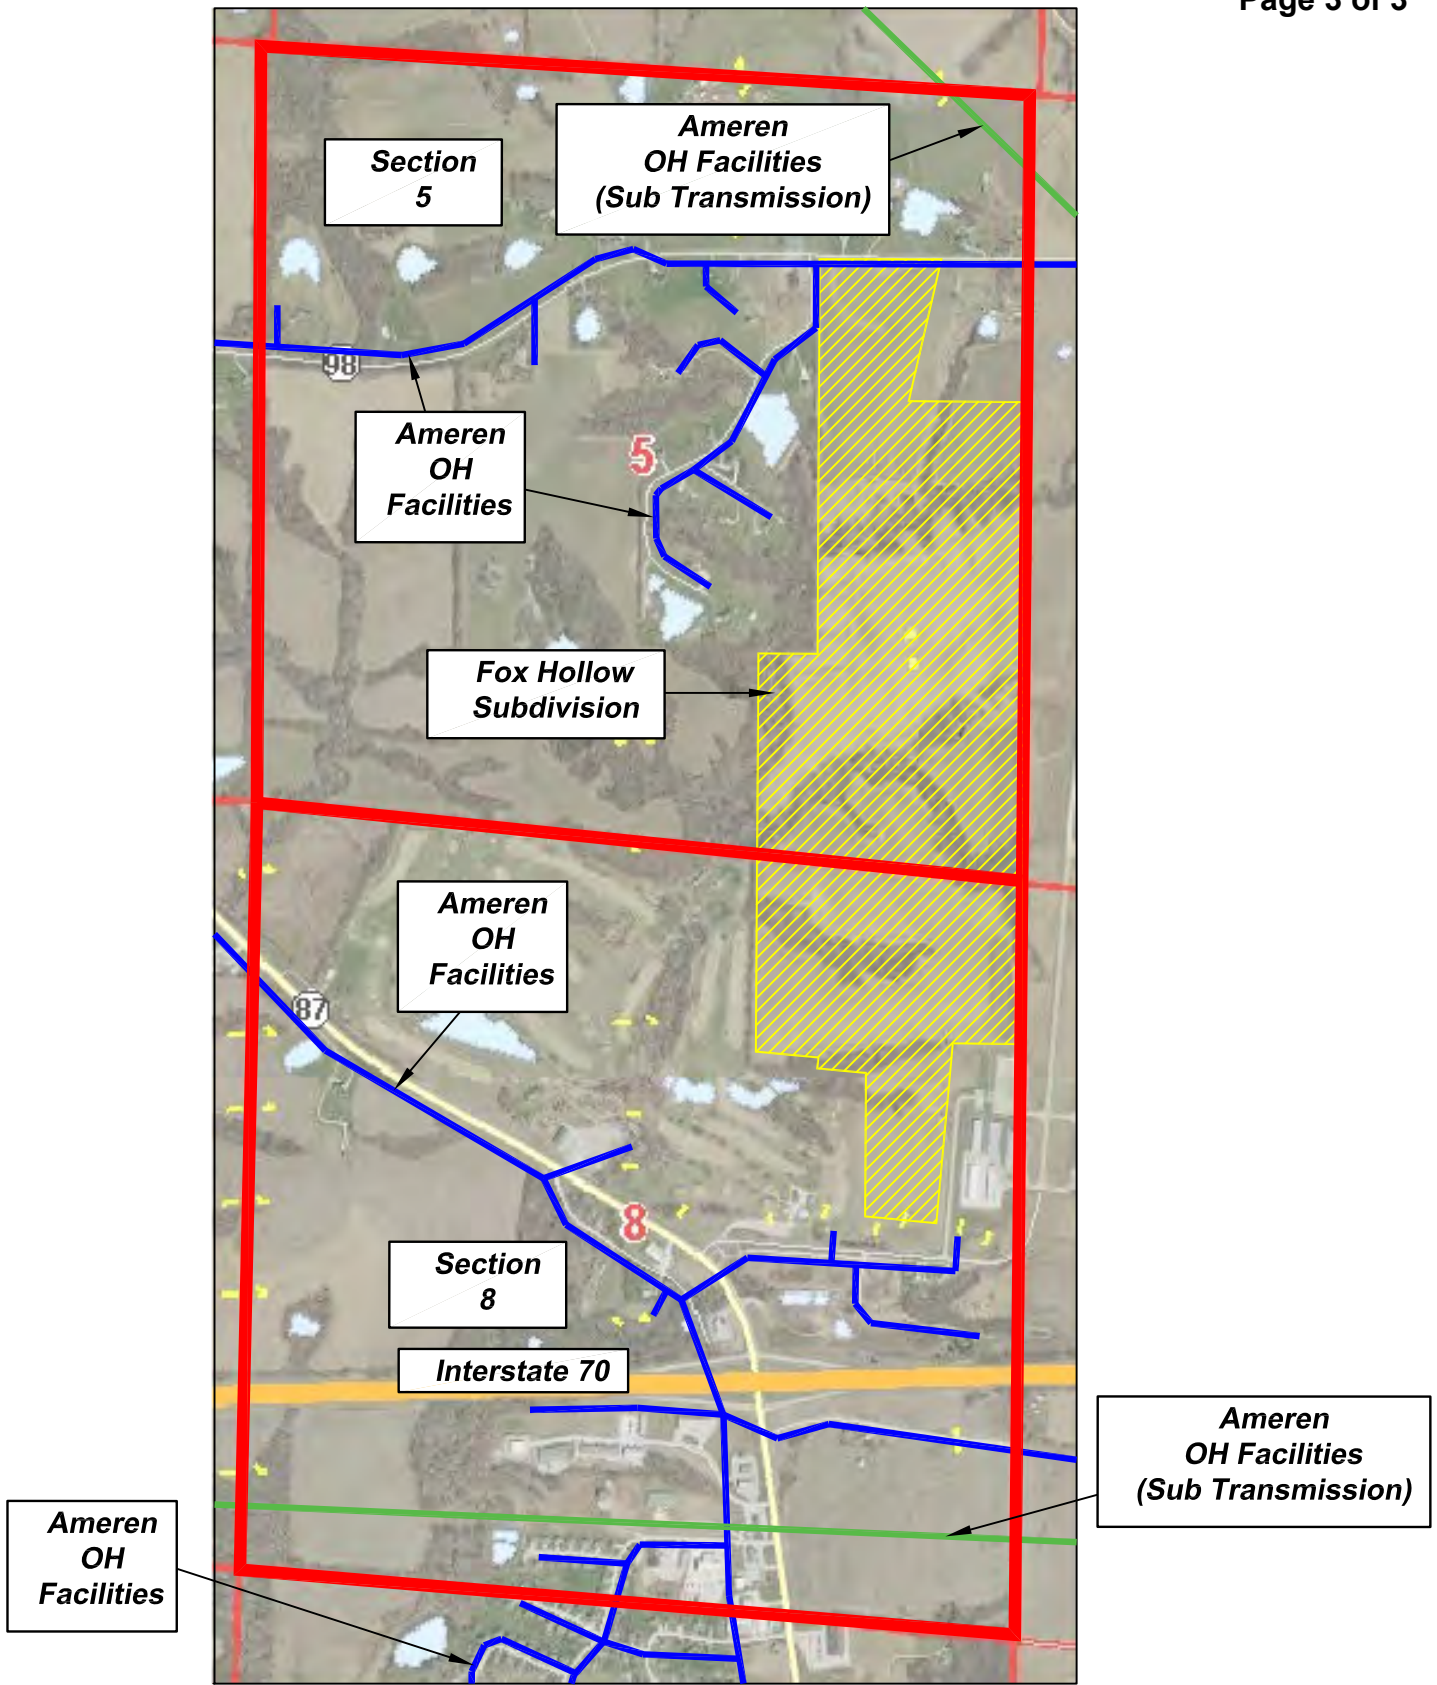 Page 3 of 3
Section
5
Ameren
OH Facilities
(Sub Transmission)
98
Ameren
OH
Facilities
5
Fox Hollow
Subdivision
Ameren
OH
Facilities
87
8
Section
8
Interstate 70
Ameren
OH Facilities
(Sub Transmission)
Ameren
OH
Facilities